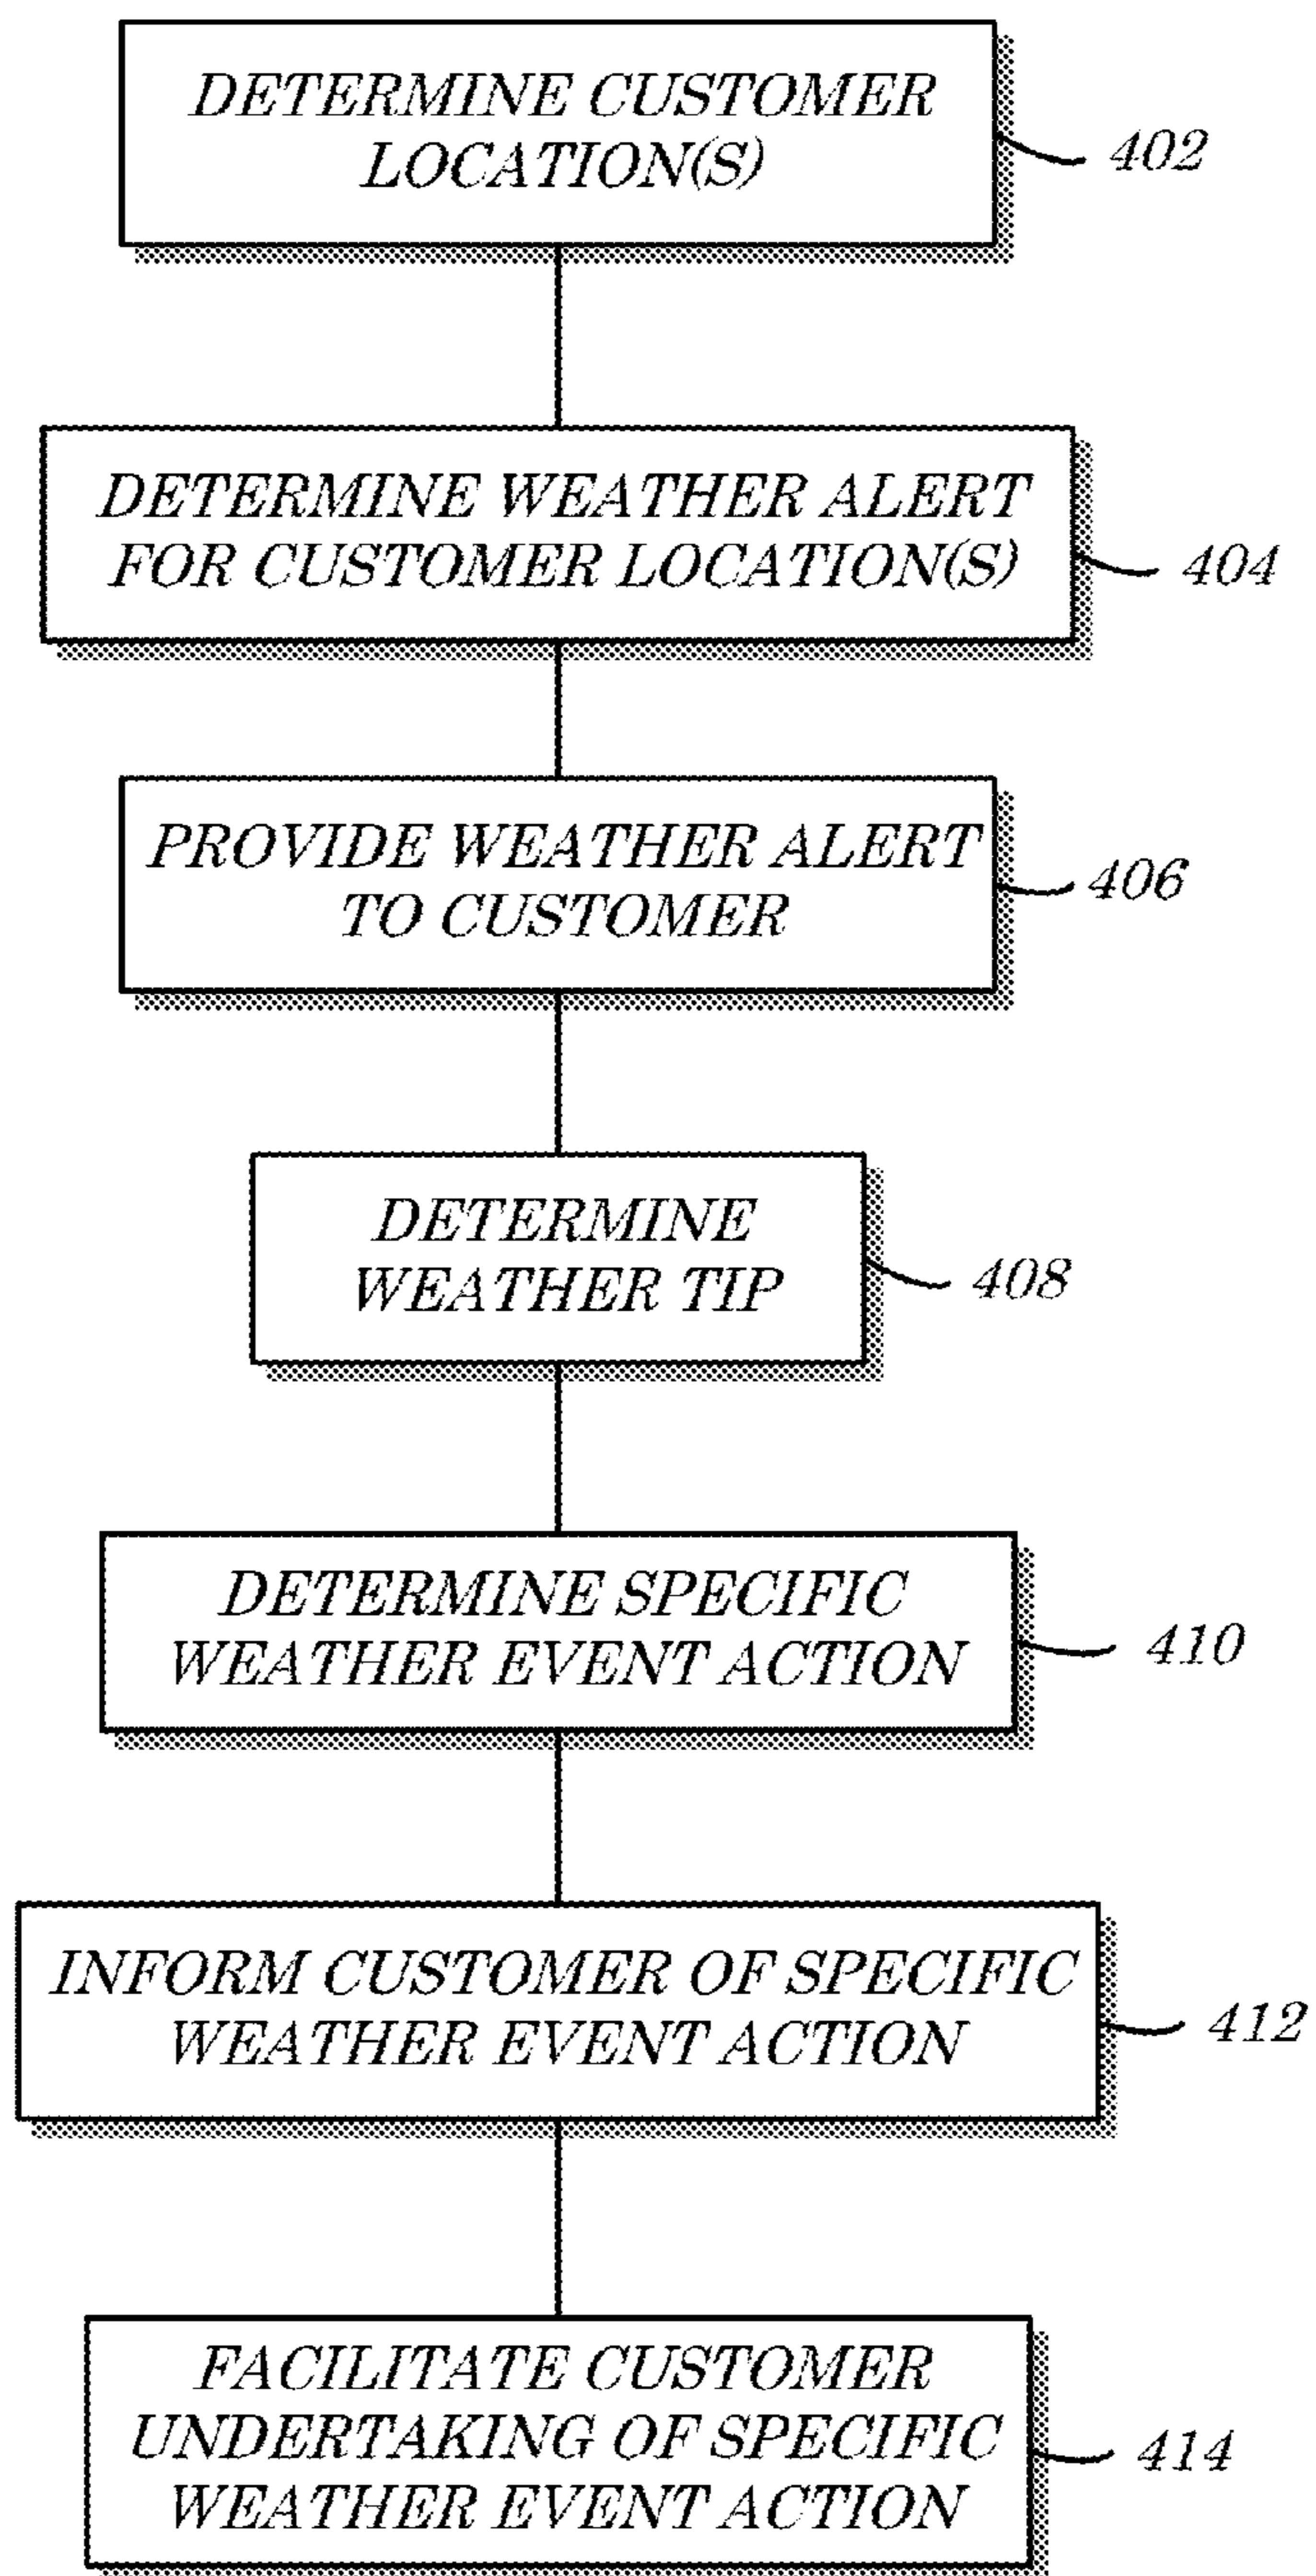 DETERMINE CUSTOMER
LOCATION(S)
402
DETERMINE WEATHER ALERT
FOR CUSTOMER LOCATION(S)
404
PROVIDE WEATHER ALERT
TO CUSTOMER
406
DETERMINE
WEATHER TIP
408
DETERMINE SPECIFIC
WEATHER EVENT ACTION
410
INFORM CUSTOMER OF SPECIFIC
WEATHER EVENT ACTION
412
FACILITATE CUSTOMER
UNDERTAKING OF SPECIFIC
WEATHER EVENT ACTION
414